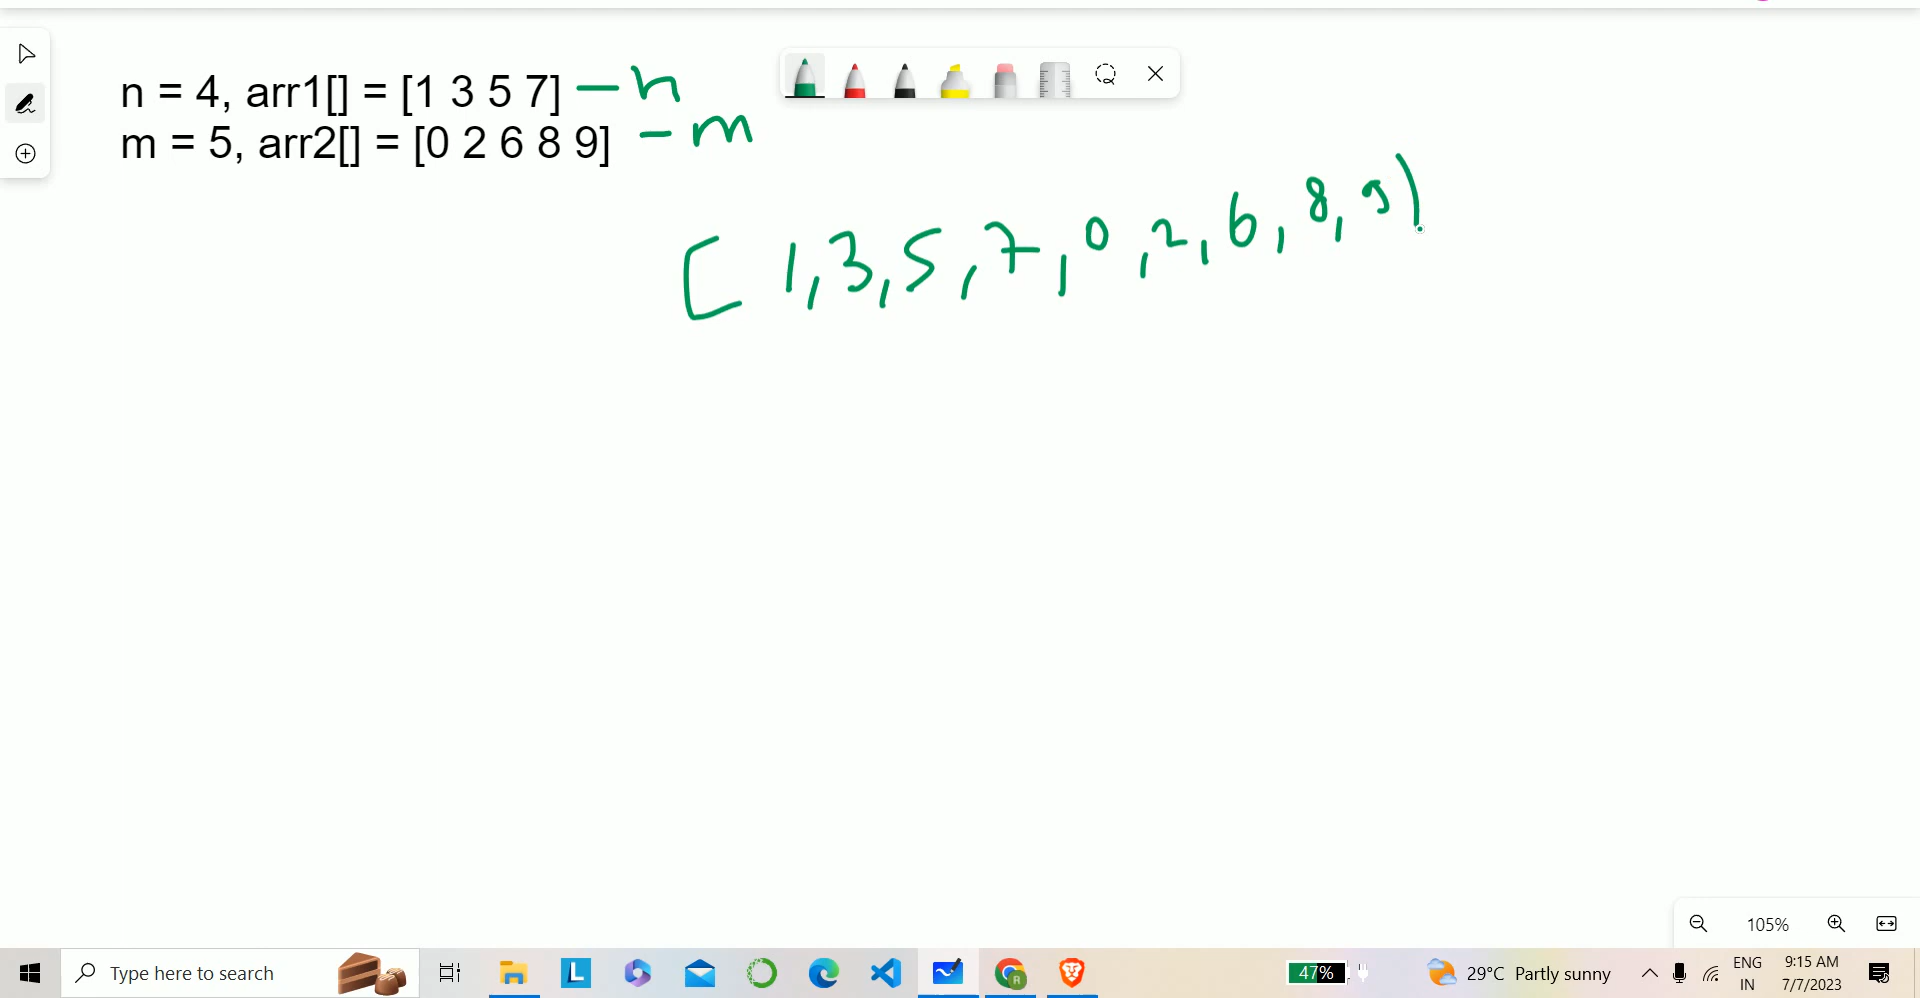 n = 4, arr1[] = [1 3 5 7] — n
m = 5, arr2[] = [0 2 6 8 9] — m
[ 1, 3, 5, 7, 0, 2, 6, 8, 9)
105%
Type here to search
L
R
47%
29°C Partly sunny
ENG
IN
9:15 AM
7/7/2023